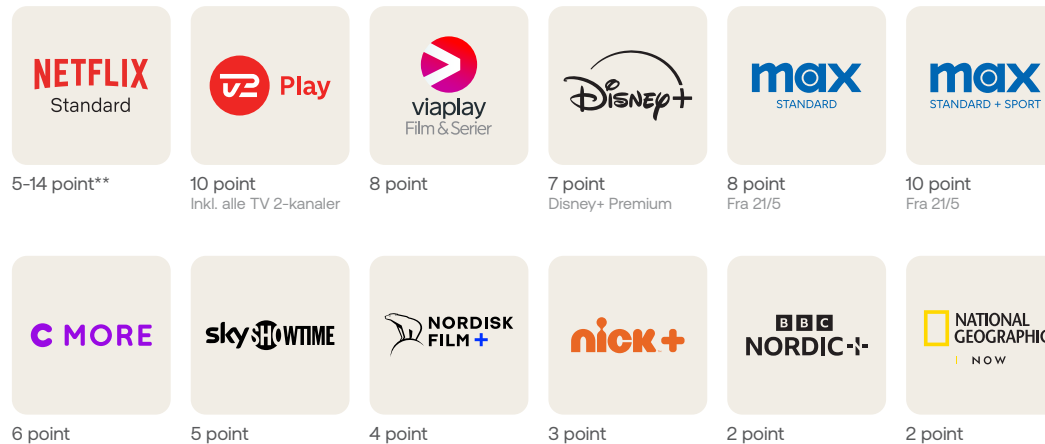 NETFLIX
Standard
5-14 point**
TV2 Play
10 point
Inkl. alle TV 2-kanaler
viaplay
Film & Serier
8 point
Disney+
7 point
Disney+ Premium
max
STANDARD
8 point
Fra 21/5
max
STANDARD + SPORT
10 point
Fra 21/5
C MORE
6 point
sky SHOWTIME
5 point
NORDISK
FILM +
4 point
nick+
3 point
BBC
NORDIC+
2 point
NATIONAL
GEOGRAPHIC
NOW
2 point